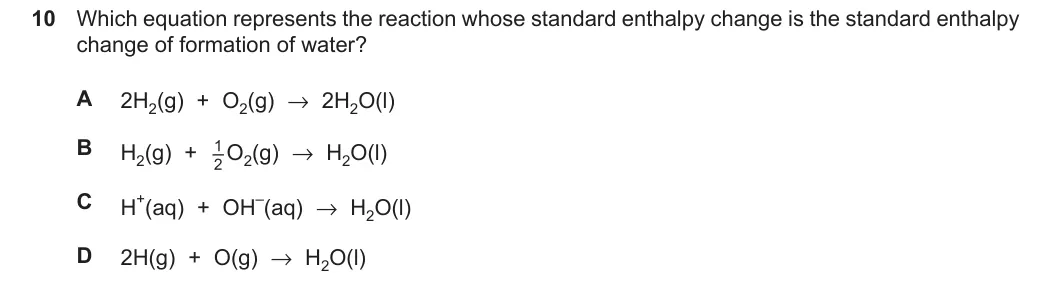 10 Which equation represents the reaction whose standard enthalpy change is the standard enthalpy
change of formation of water?
A 2H₂(g) + O₂(g) → 2H₂O(l)
B H₂(g) + ½O₂(g) → H₂O(l)
C H⁺(aq) + OH⁻(aq) → H₂O(l)
D 2H(g) + O(g) → H₂O(l)